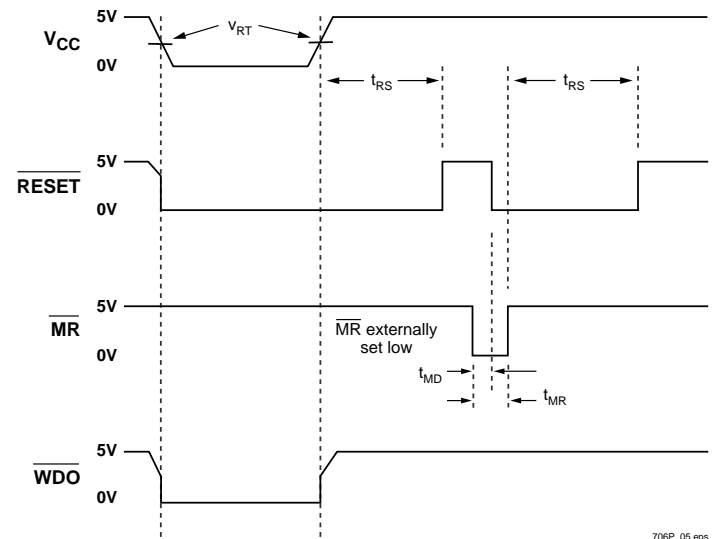 5V
VCC
VRT
0V
tRS
tRS
5V
RESET
0V
5V
MR
MR externally
set low
0V
tMD
tMR
5V
WDO
0V
706P_05.eps